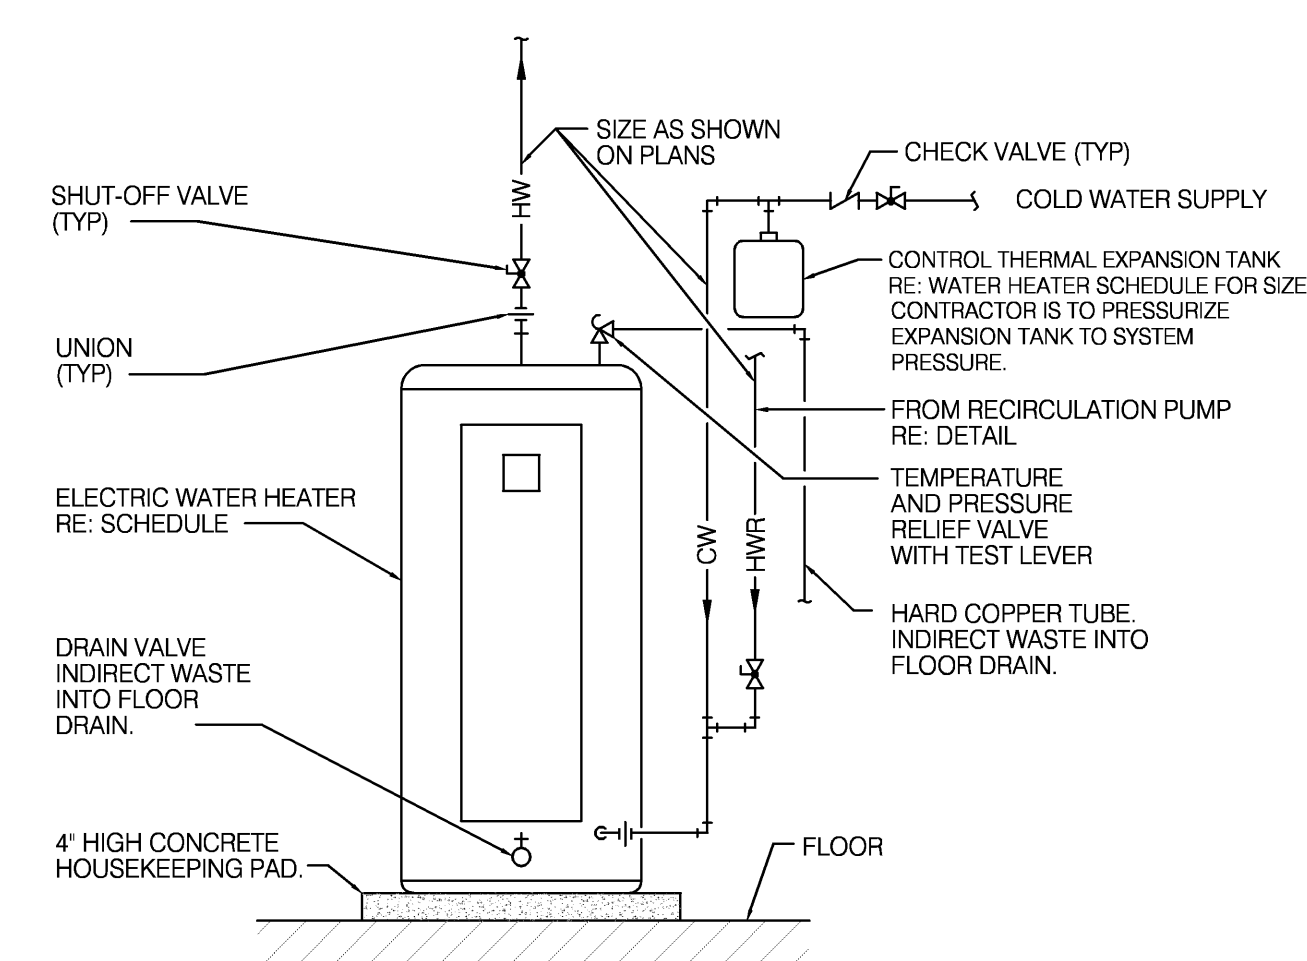 SIZE AS SHOWN
ON PLANS
CHECK VALVE (TYP)
SHUT-OFF VALVE
(TYP)
HW
COLD WATER SUPPLY
CONTROL THERMAL EXPANSION TANK
RE: WATER HEATER SCHEDULE FOR SIZE
CONTRACTOR IS TO PRESSURIZE
EXPANSION TANK TO SYSTEM
PRESSURE.
UNION
(TYP)
FROM RECIRCULATION PUMP
RE: DETAIL
TEMPERATURE
AND PRESSURE
RELIEF VALVE
WITH TEST LEVER
ELECTRIC WATER HEATER
RE: SCHEDULE
CW
HWR
HARD COPPER TUBE.
INDIRECT WASTE INTO
FLOOR DRAIN.
DRAIN VALVE
INDIRECT WASTE
INTO FLOOR
DRAIN.
4" HIGH CONCRETE
HOUSEKEEPING PAD.
FLOOR